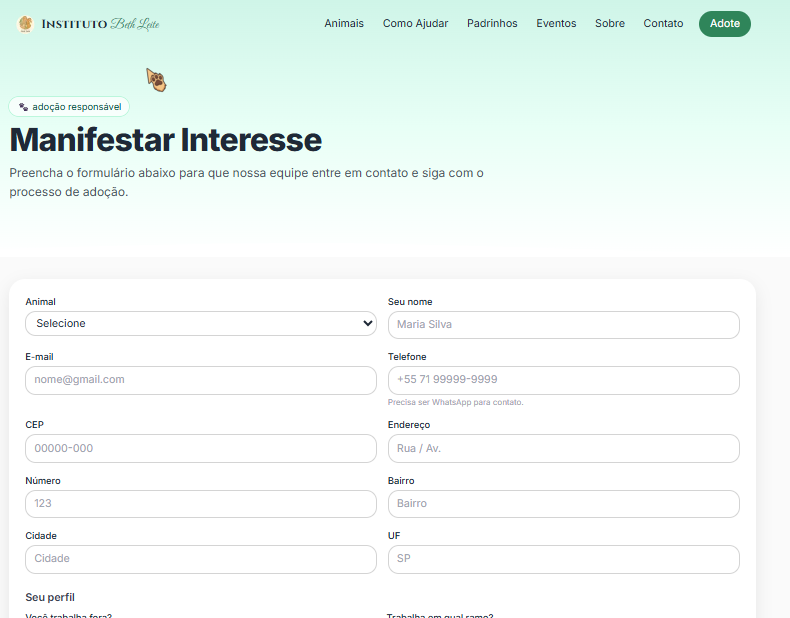 INSTITUTO Beth Leite
Animais Como Ajudar Padrinhos Eventos Sobre Contato Adote
adoção responsável
Manifestar Interesse
Preencha o formulário abaixo para que nossa equipe entre em contato e siga com o
processo de adoção.
Animal Seu nome
Selecione Maria Silva
E-mail Telefone
nome@gmail.com +55 71 99999-9999
Precisa ser WhatsApp para contato.
CEP Endereço
00000-000 Rua / Av.
Número Bairro
123 Bairro
Cidade UF
Cidade SP
Seu perfil
Você trabalha fora? Trabalha em qual ramo?